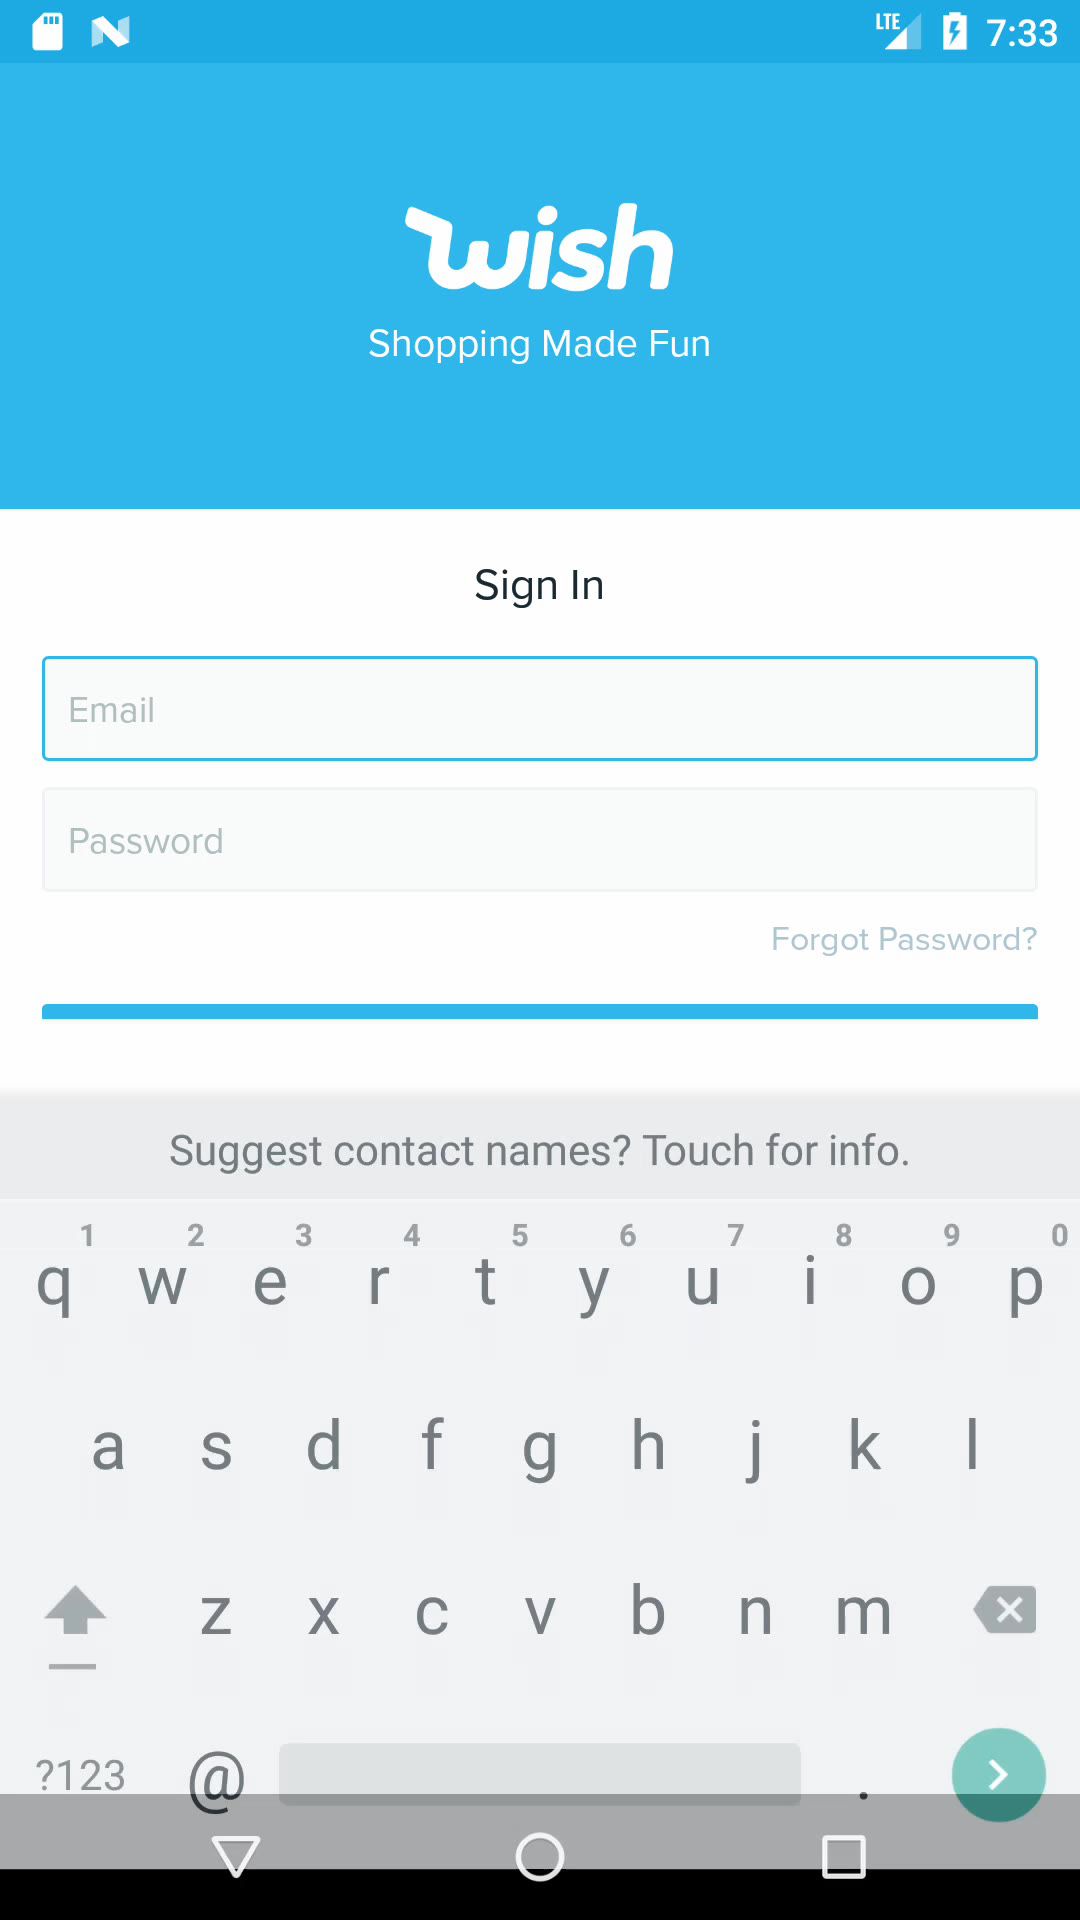 LTE 7:33
wish
Shopping Made Fun
Sign In
Email
Password
Forgot Password?
Suggest contact names? Touch for info.
1 2 3 4 5 6 7 8 9 0
q w e r t y u i o p
a s d f g h j k l
z x c v b n m
?123 @ .